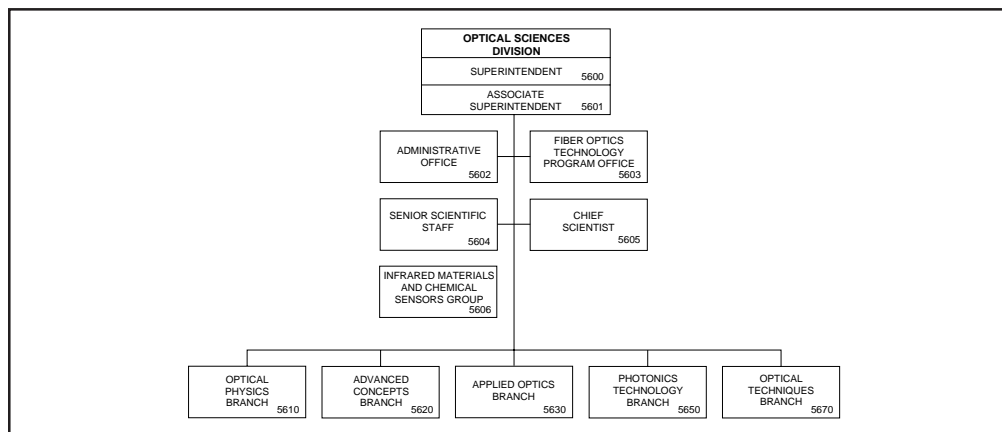 OPTICAL SCIENCES
DIVISION
SUPERINTENDENT
5600
ASSOCIATE
SUPERINTENDENT
5601
ADMINISTRATIVE
OFFICE
5602
FIBER OPTICS
TECHNOLOGY
PROGRAM OFFICE
5603
SENIOR SCIENTIFIC
STAFF
5604
CHIEF
SCIENTIST
5605
INFRARED MATERIALS
AND CHEMICAL
SENSORS GROUP
5606
OPTICAL
PHYSICS
BRANCH
5610
ADVANCED
CONCEPTS
BRANCH
5620
APPLIED OPTICS
BRANCH
5630
PHOTONICS
TECHNOLOGY
BRANCH
5650
OPTICAL
TECHNIQUES
BRANCH
5670